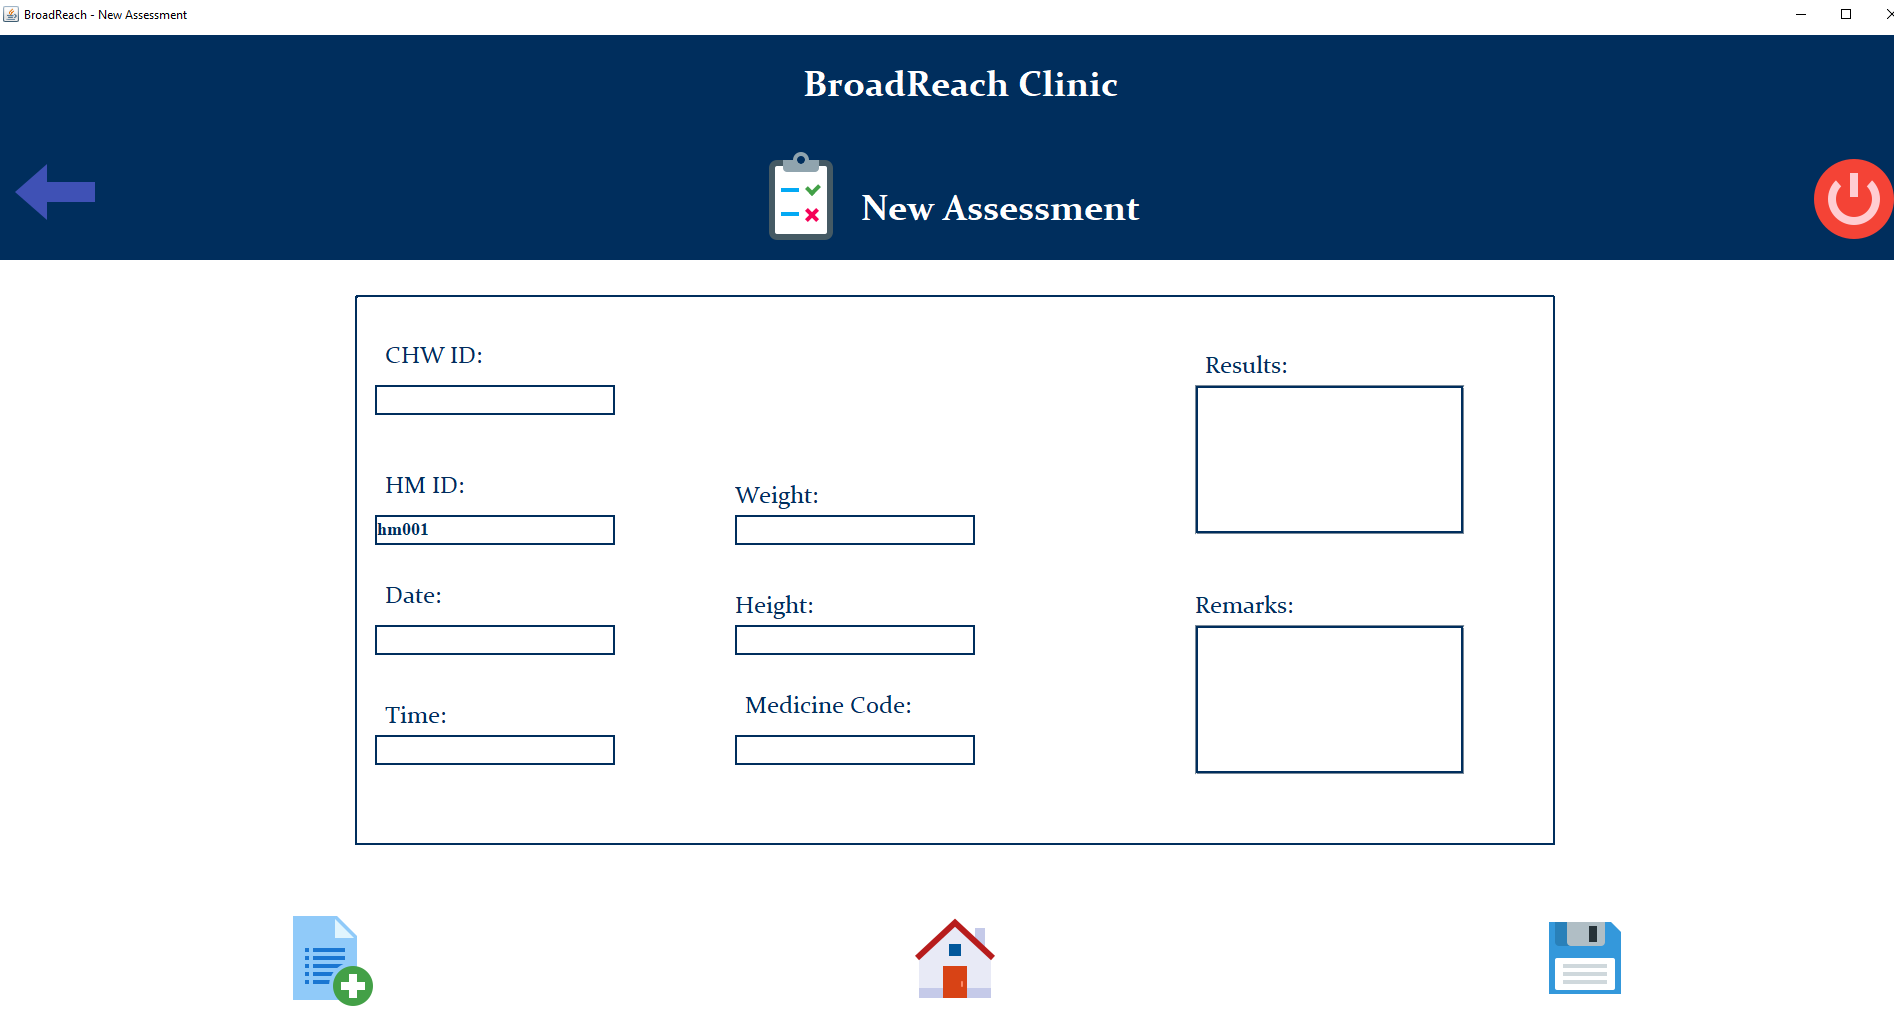 BroadReach - New Assessment
BroadReach Clinic
New Assessment
CHW ID:
Results:
HM ID:
hm001
Weight:
Date:
Height:
Remarks:
Time:
Medicine Code: